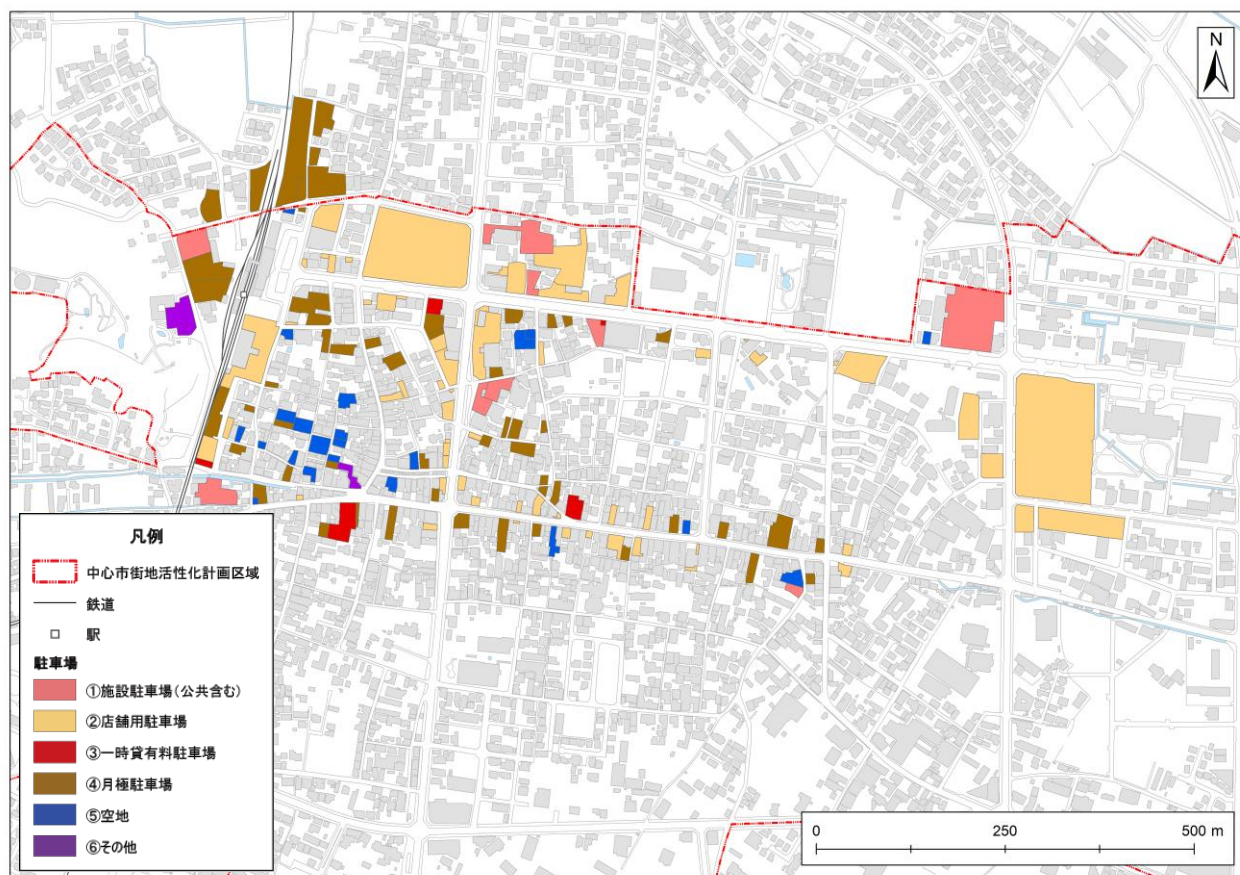 N
凡例
中心市街地活性化計画区域
鉄道
駅
駐車場
①施設駐車場(公共含む)
②店舗用駐車場
③一時貸有料駐車場
④月極駐車場
⑤空地
⑥その他
0 250 500 m